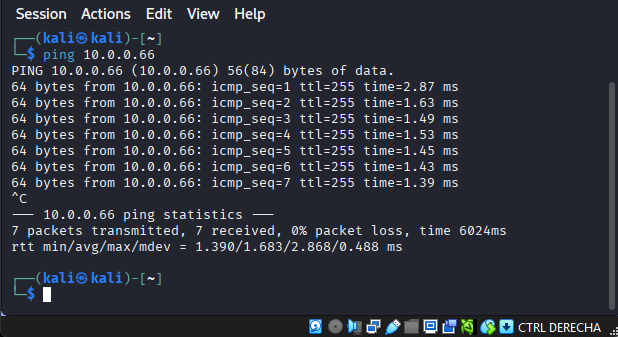 Session Actions Edit View Help
┌──(kali㉿kali)-[~]
└─$ ping 10.0.0.66
PING 10.0.0.66 (10.0.0.66) 56(84) bytes of data.
64 bytes from 10.0.0.66: icmp_seq=1 ttl=255 time=2.87 ms
64 bytes from 10.0.0.66: icmp_seq=2 ttl=255 time=1.63 ms
64 bytes from 10.0.0.66: icmp_seq=3 ttl=255 time=1.49 ms
64 bytes from 10.0.0.66: icmp_seq=4 ttl=255 time=1.53 ms
64 bytes from 10.0.0.66: icmp_seq=5 ttl=255 time=1.45 ms
64 bytes from 10.0.0.66: icmp_seq=6 ttl=255 time=1.43 ms
64 bytes from 10.0.0.66: icmp_seq=7 ttl=255 time=1.39 ms
^C
--- 10.0.0.66 ping statistics ---
7 packets transmitted, 7 received, 0% packet loss, time 6024ms
rtt min/avg/max/mdev = 1.390/1.683/2.868/0.488 ms
┌──(kali㉿kali)-[~]
└─$
CTRL DERECHA